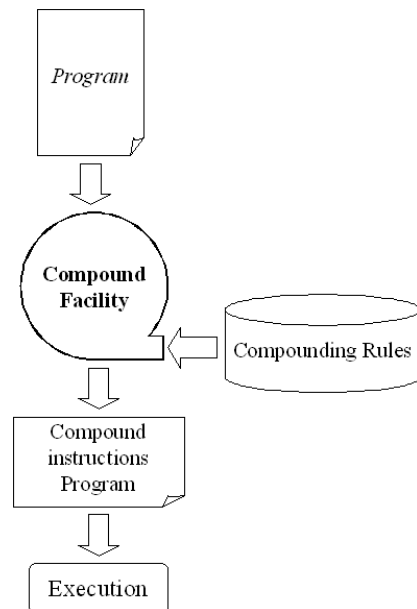 Program
Compound
Facility
Compounding Rules
Compound
instructions
Program
Execution